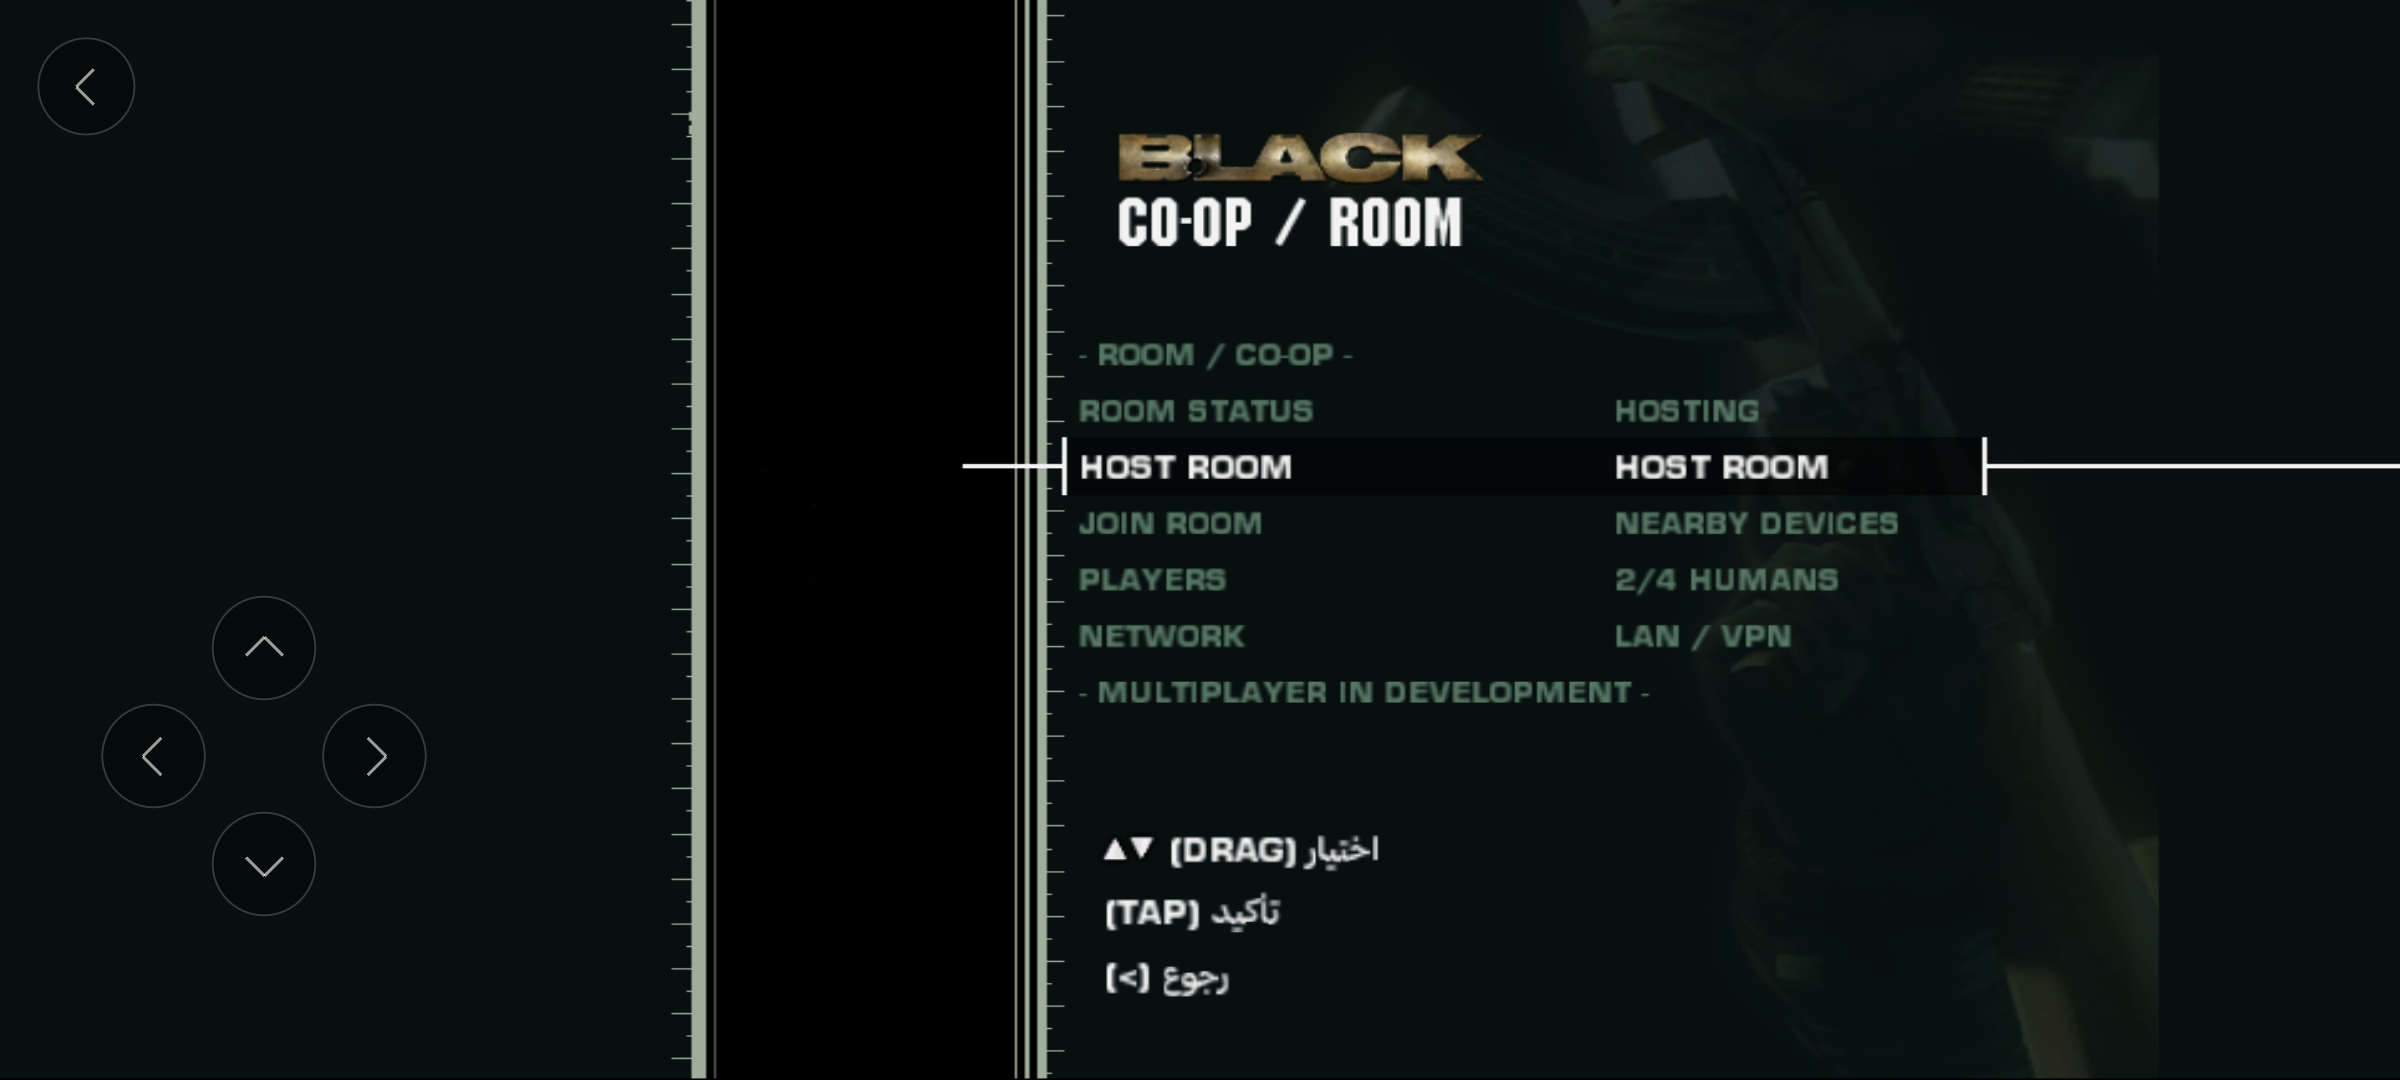 BLACK
CO-OP / ROOM
- ROOM / CO-OP -
ROOM STATUS HOSTING
HOST ROOM HOST ROOM
JOIN ROOM NEARBY DEVICES
PLAYERS 2/4 HUMANS
NETWORK LAN / VPN
- MULTIPLAYER IN DEVELOPMENT -
▲▼ (DRAG) اختيار
(TAP) تأكيد
(<) رجوع